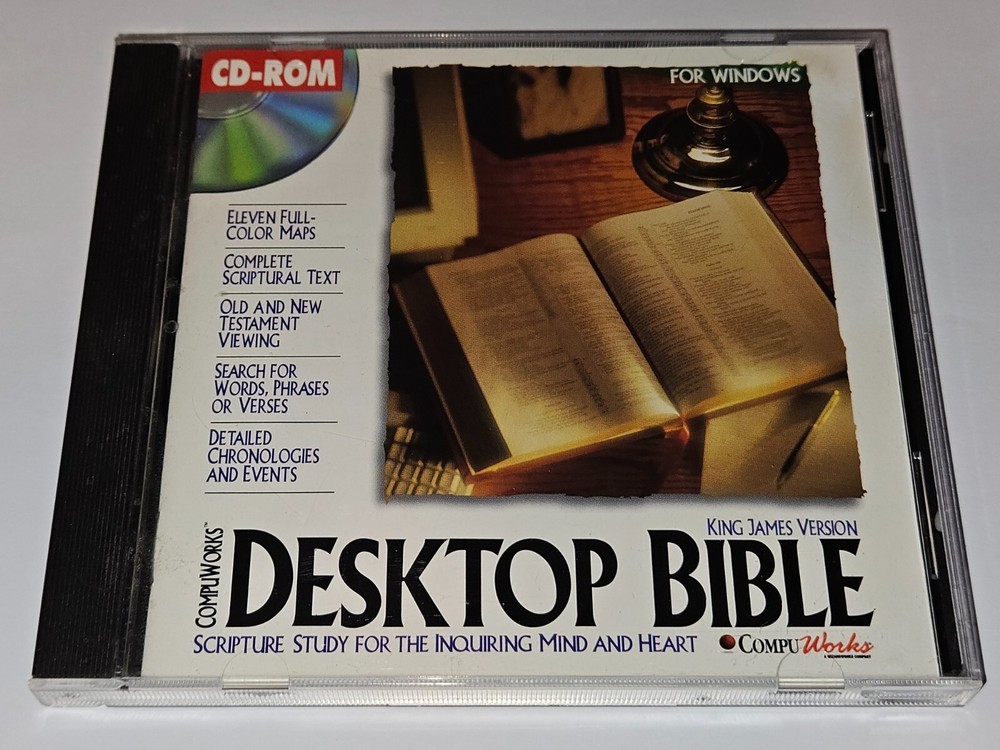 CD-ROM
FOR WINDOWS
ELEVEN FULL-
COLOR MAPS
COMPLETE
SCRIPTURAL TEXT
OLD AND NEW
TESTAMENT
VIEWING
SEARCH FOR
WORDS, PHRASES
OR VERSES
DETAILED
CHRONOLOGIES
AND EVENTS
KING JAMES VERSION
COMPUWORKS™
DESKTOP BIBLE
SCRIPTURE STUDY FOR THE INQUIRING MIND AND HEART
COMPUWorks